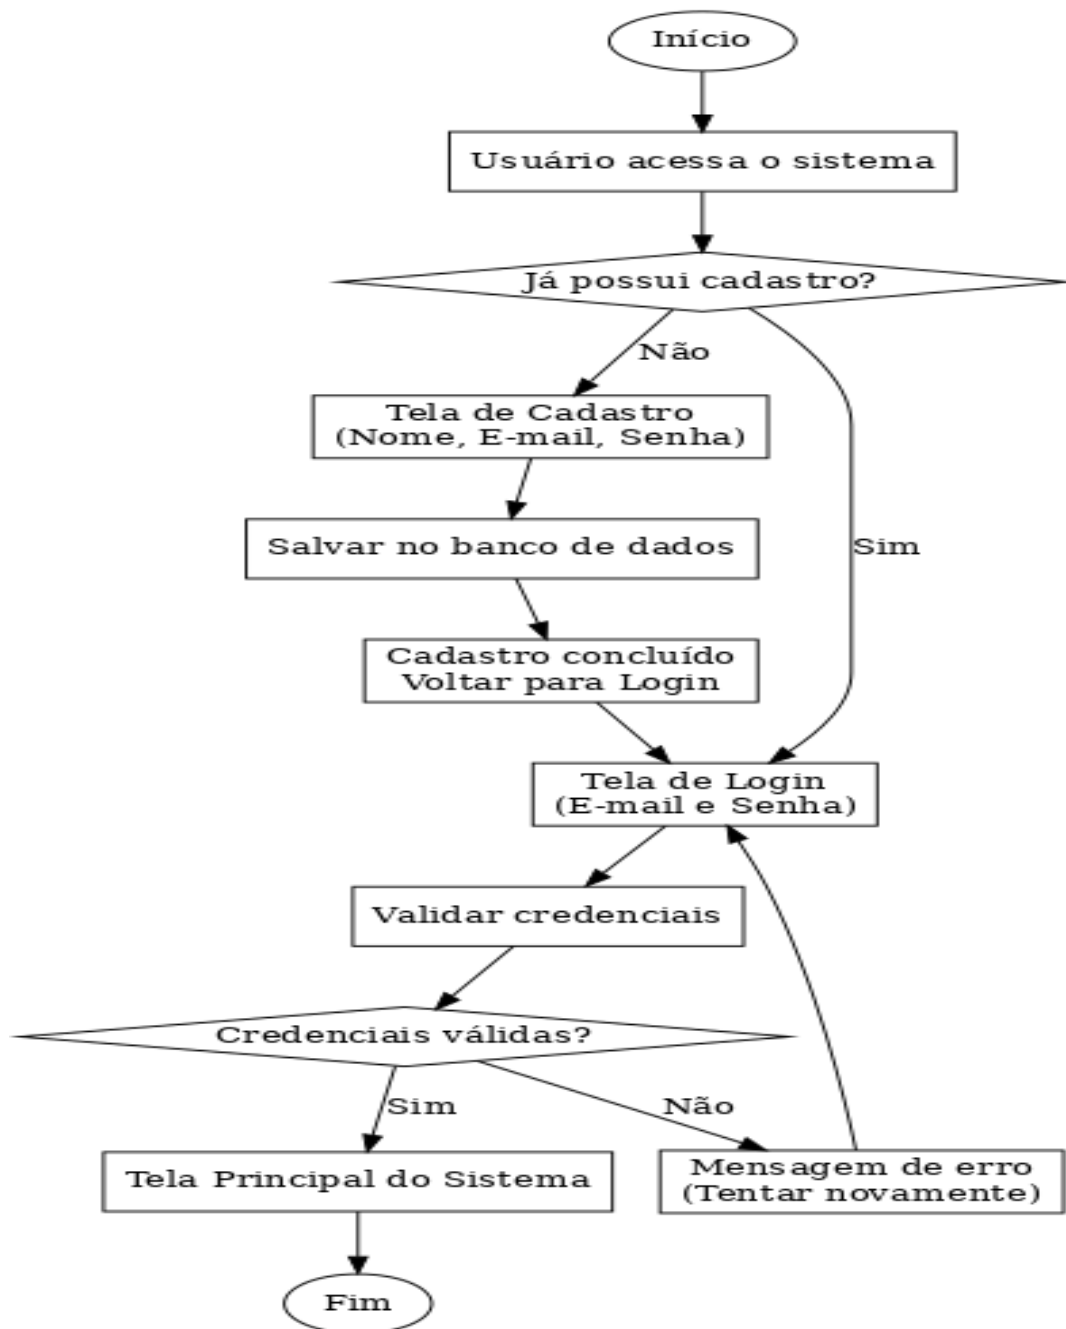 Início
Usuário acessa o sistema
Já possui cadastro?
Não
Tela de Cadastro
(Nome, E-mail, Senha)
Salvar no banco de dados
Sim
Cadastro concluído
Voltar para Login
Tela de Login
(E-mail e Senha)
Validar credenciais
Credenciais válidas?
Sim
Não
Tela Principal do Sistema
Mensagem de erro
(Tentar novamente)
Fim